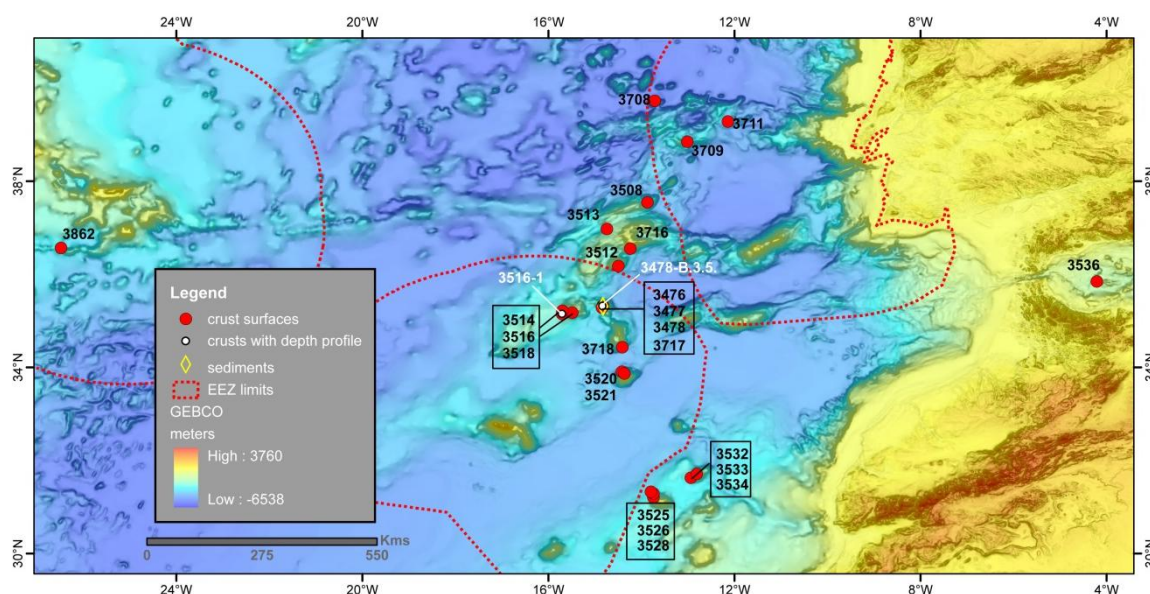 24°W 20°W 16°W 12°W 8°W 4°W
3708
3711
3709
38°N 38°N
3508
3513
3716
3862
3512
3536
3516-1
3478-B.3.5.
3476
3477
3478
3717
3514
3516
3518
3718
34°N
3520
3521
Legend
crust surfaces
crusts with depth profile
sediments
EEZ limits
GEBCO
meters
High : 3760
Low : -6538
0 275 550 Kms
3532
3533
3534
3525
3526
3528
30°N 30°N
24°W 20°W 16°W 12°W 8°W 4°W